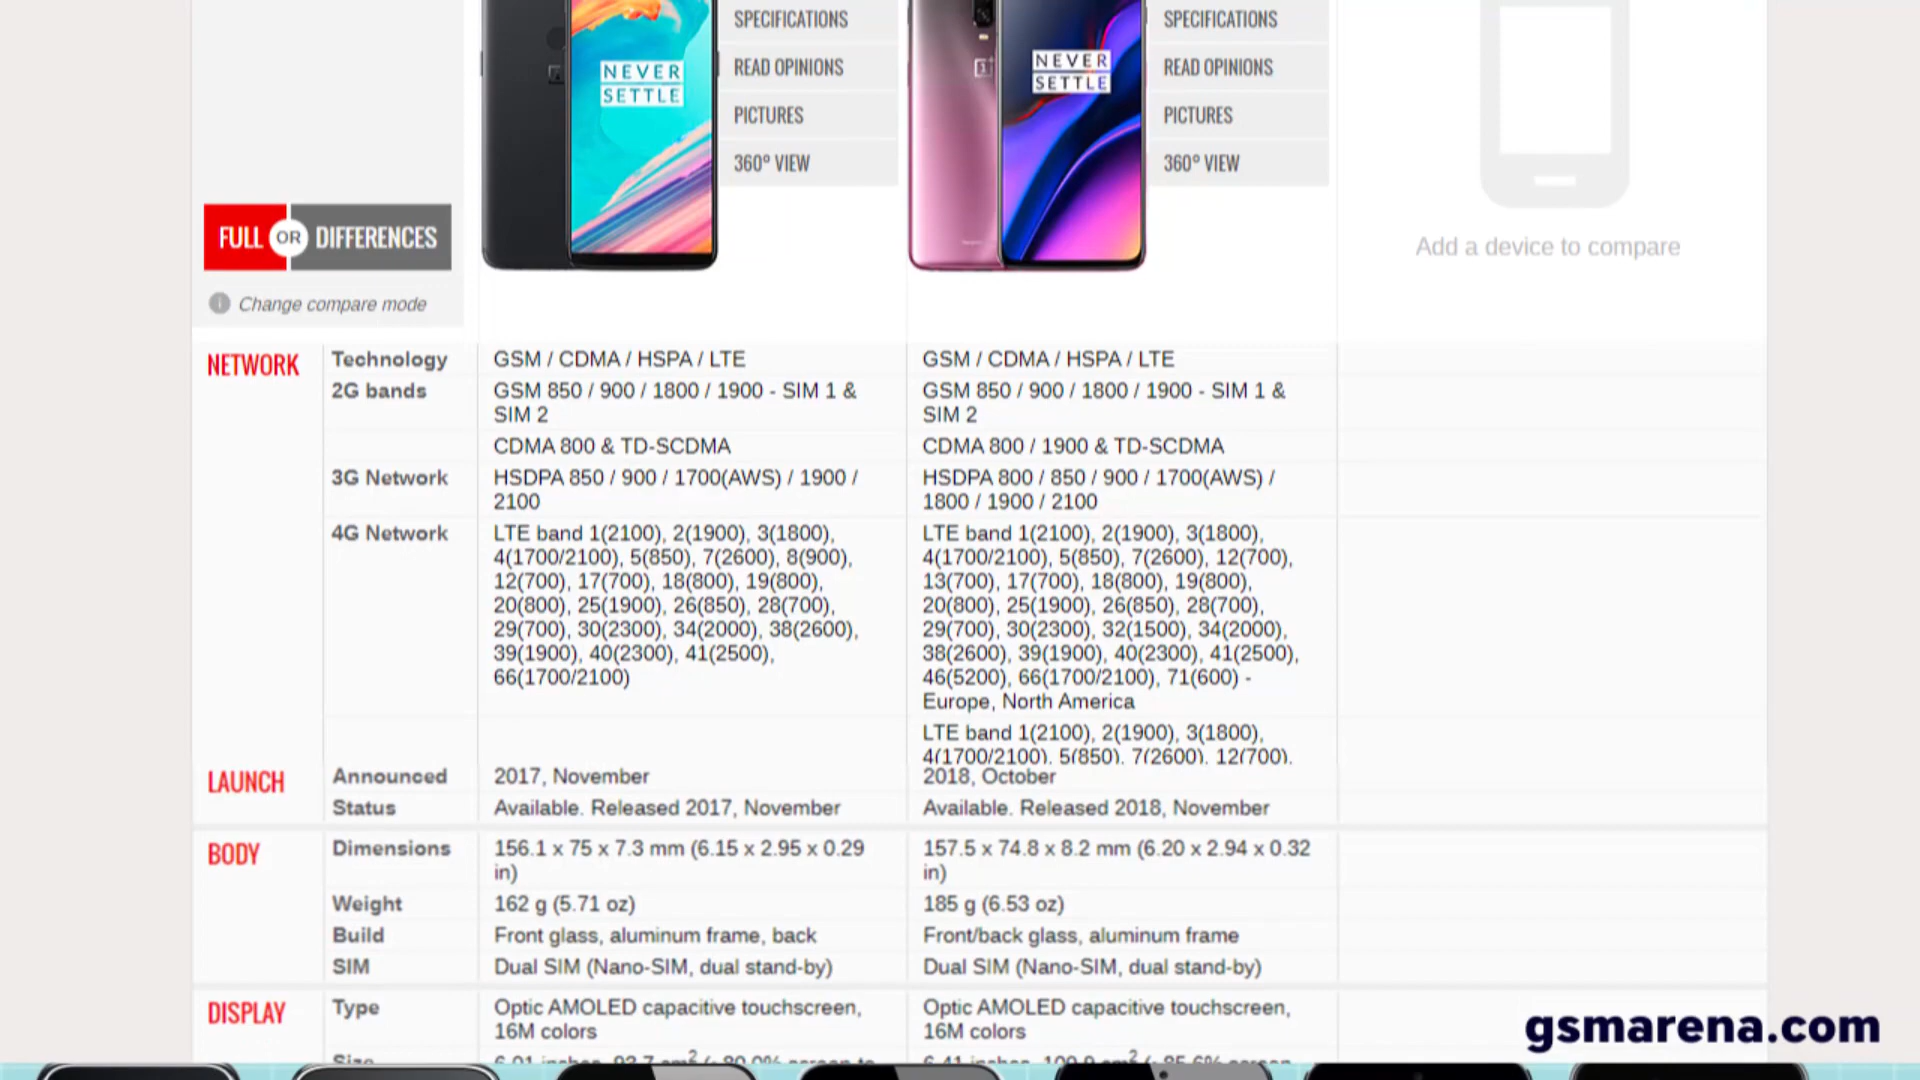 SPECIFICATIONS
READ OPINIONS
PICTURES
360° VIEW
NEVER
SETTLE
SPECIFICATIONS
READ OPINIONS
PICTURES
360° VIEW
NEVER
SETTLE
Add a device to compare
FULL OR DIFFERENCES
Change compare mode
NETWORK
Technology
GSM / CDMA / HSPA / LTE
GSM / CDMA / HSPA / LTE
2G bands
GSM 850 / 900 / 1800 / 1900 - SIM 1 &
SIM 2
GSM 850 / 900 / 1800 / 1900 - SIM 1 &
SIM 2
CDMA 800 & TD-SCDMA
CDMA 800 / 1900 & TD-SCDMA
3G Network
HSDPA 850 / 900 / 1700(AWS) / 1900 /
2100
HSDPA 800 / 850 / 900 / 1700(AWS) /
1800 / 1900 / 2100
4G Network
LTE band 1(2100), 2(1900), 3(1800),
4(1700/2100), 5(850), 7(2600), 8(900),
12(700), 17(700), 18(800), 19(800),
20(800), 25(1900), 26(850), 28(700),
29(700), 30(2300), 34(2000), 38(2600),
39(1900), 40(2300), 41(2500),
66(1700/2100)
LTE band 1(2100), 2(1900), 3(1800),
4(1700/2100), 5(850), 7(2600), 12(700),
13(700), 17(700), 18(800), 19(800),
20(800), 25(1900), 26(850), 28(700),
29(700), 30(2300), 32(1500), 34(2000),
38(2600), 39(1900), 40(2300), 41(2500),
46(5200), 66(1700/2100), 71(600) -
Europe, North America
LTE band 1(2100), 2(1900), 3(1800),
4(1700/2100), 5(850), 7(2600), 12(700),
LAUNCH
Announced
2017, November
2018, October
Status
Available. Released 2017, November
Available. Released 2018, November
BODY
Dimensions
156.1 x 75 x 7.3 mm (6.15 x 2.95 x 0.29
in)
157.5 x 74.8 x 8.2 mm (6.20 x 2.94 x 0.32
in)
Weight
162 g (5.71 oz)
185 g (6.53 oz)
Build
Front glass, aluminum frame, back
Front/back glass, aluminum frame
SIM
Dual SIM (Nano-SIM, dual stand-by)
Dual SIM (Nano-SIM, dual stand-by)
DISPLAY
Type
Optic AMOLED capacitive touchscreen,
16M colors
Optic AMOLED capacitive touchscreen,
16M colors
Size
gsmarena.com